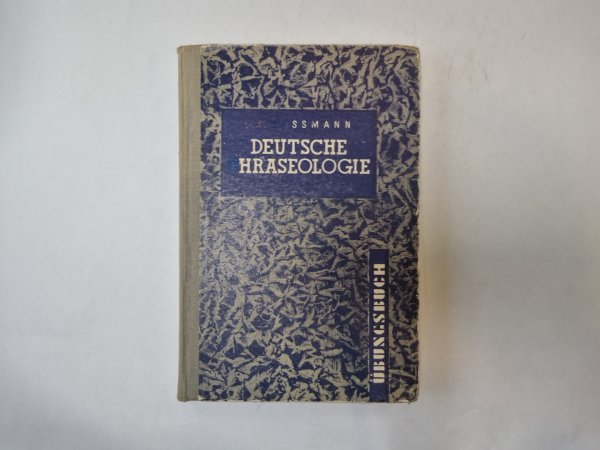 SSMANN
DEUTSCHE
HRASEOLOGIE
ÜBUNGSBUCH